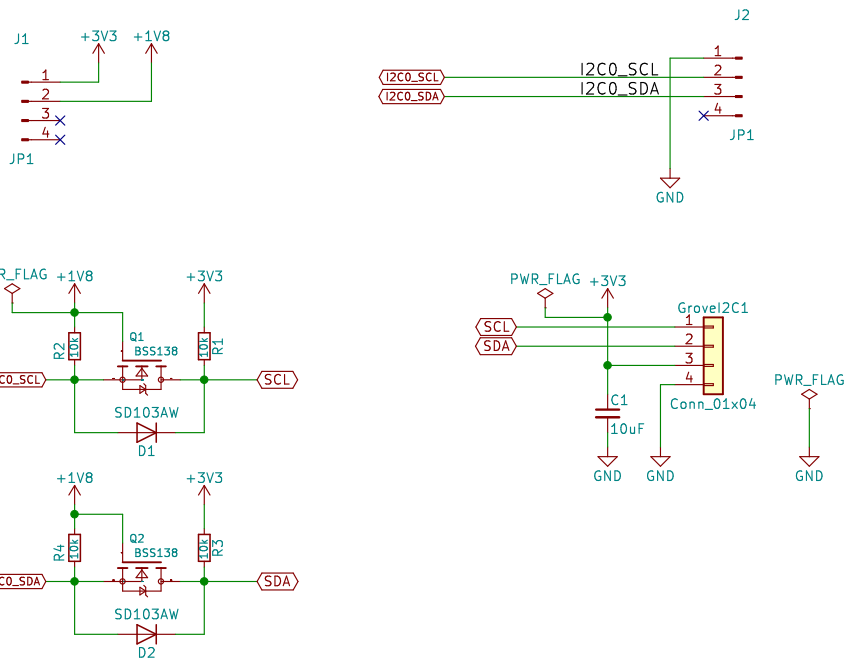 J1
+3V3
+1V8
1
2
3
4
JP1
J2
1
I2C0_SCL
I2C0_SCL
2
I2C0_SDA
I2C0_SDA
3
4
JP1
GND
R_FLAG
+1V8
+3V3
R2
10k
Q1
BSS138
10k
R1
C0_SCL
SCL
SD103AW
D1
+1V8
+3V3
R4
10k
Q2
BSS138
10k
R3
C0_SDA
SDA
SD103AW
D2
PWR_FLAG
+3V3
GroveI2C1
SCL
1
SDA
2
3
4
Conn_01x04
C1
10uF
GND
GND
PWR_FLAG
GND